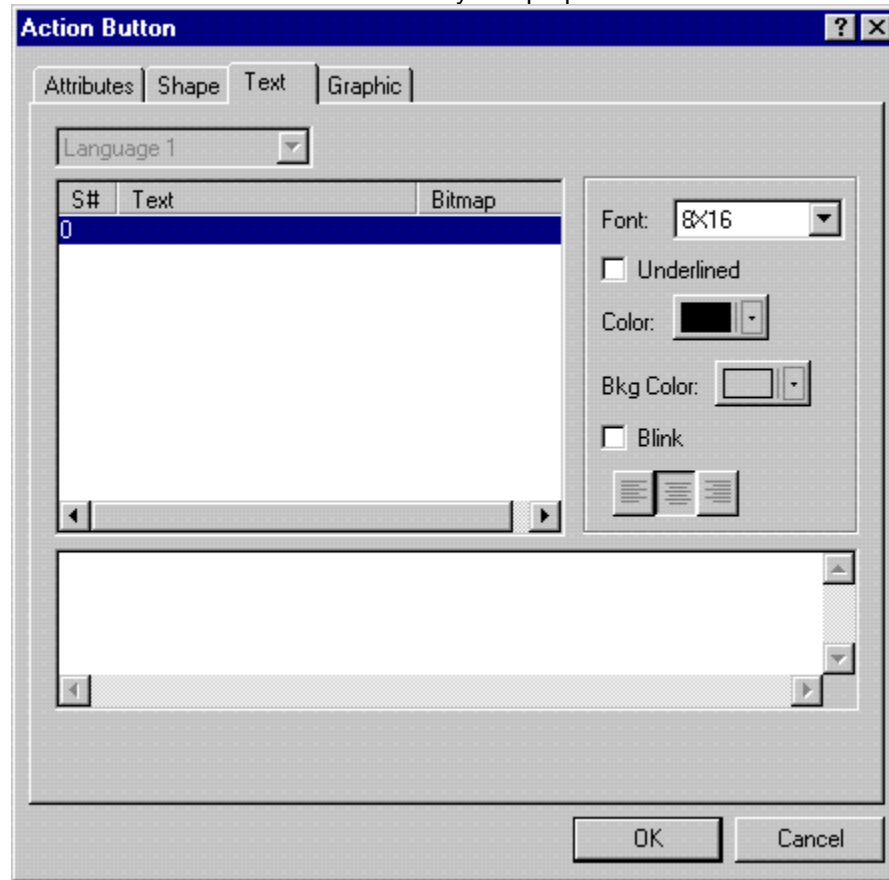 Action Button ? X
Attributes Shape Text Graphic
Language 1
S# Text Bitmap
0
Font: 8X16
Underlined
Color:
Bkg Color:
Blink
OK Cancel